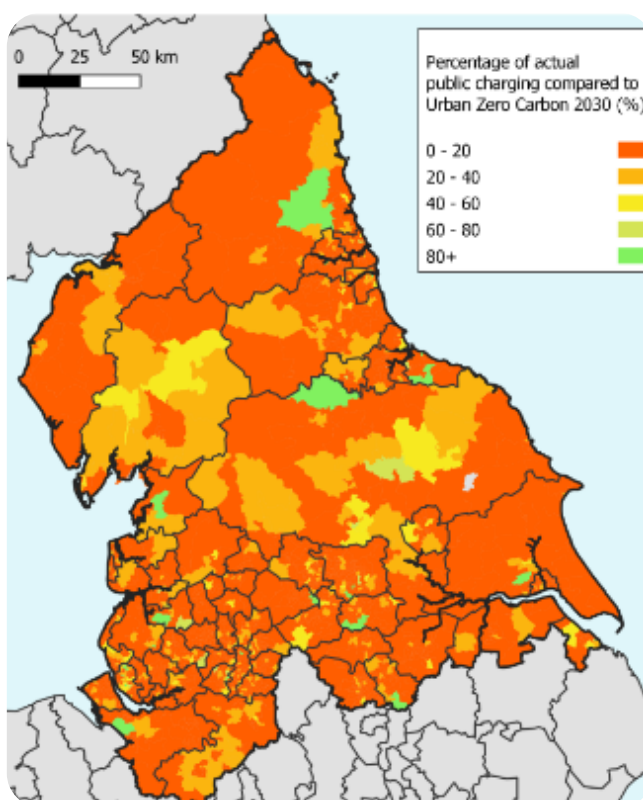 0 25 50 km
Percentage of actual
public charging compared to
Urban Zero Carbon 2030 (%)
0 - 20
20 - 40
40 - 60
60 - 80
80+